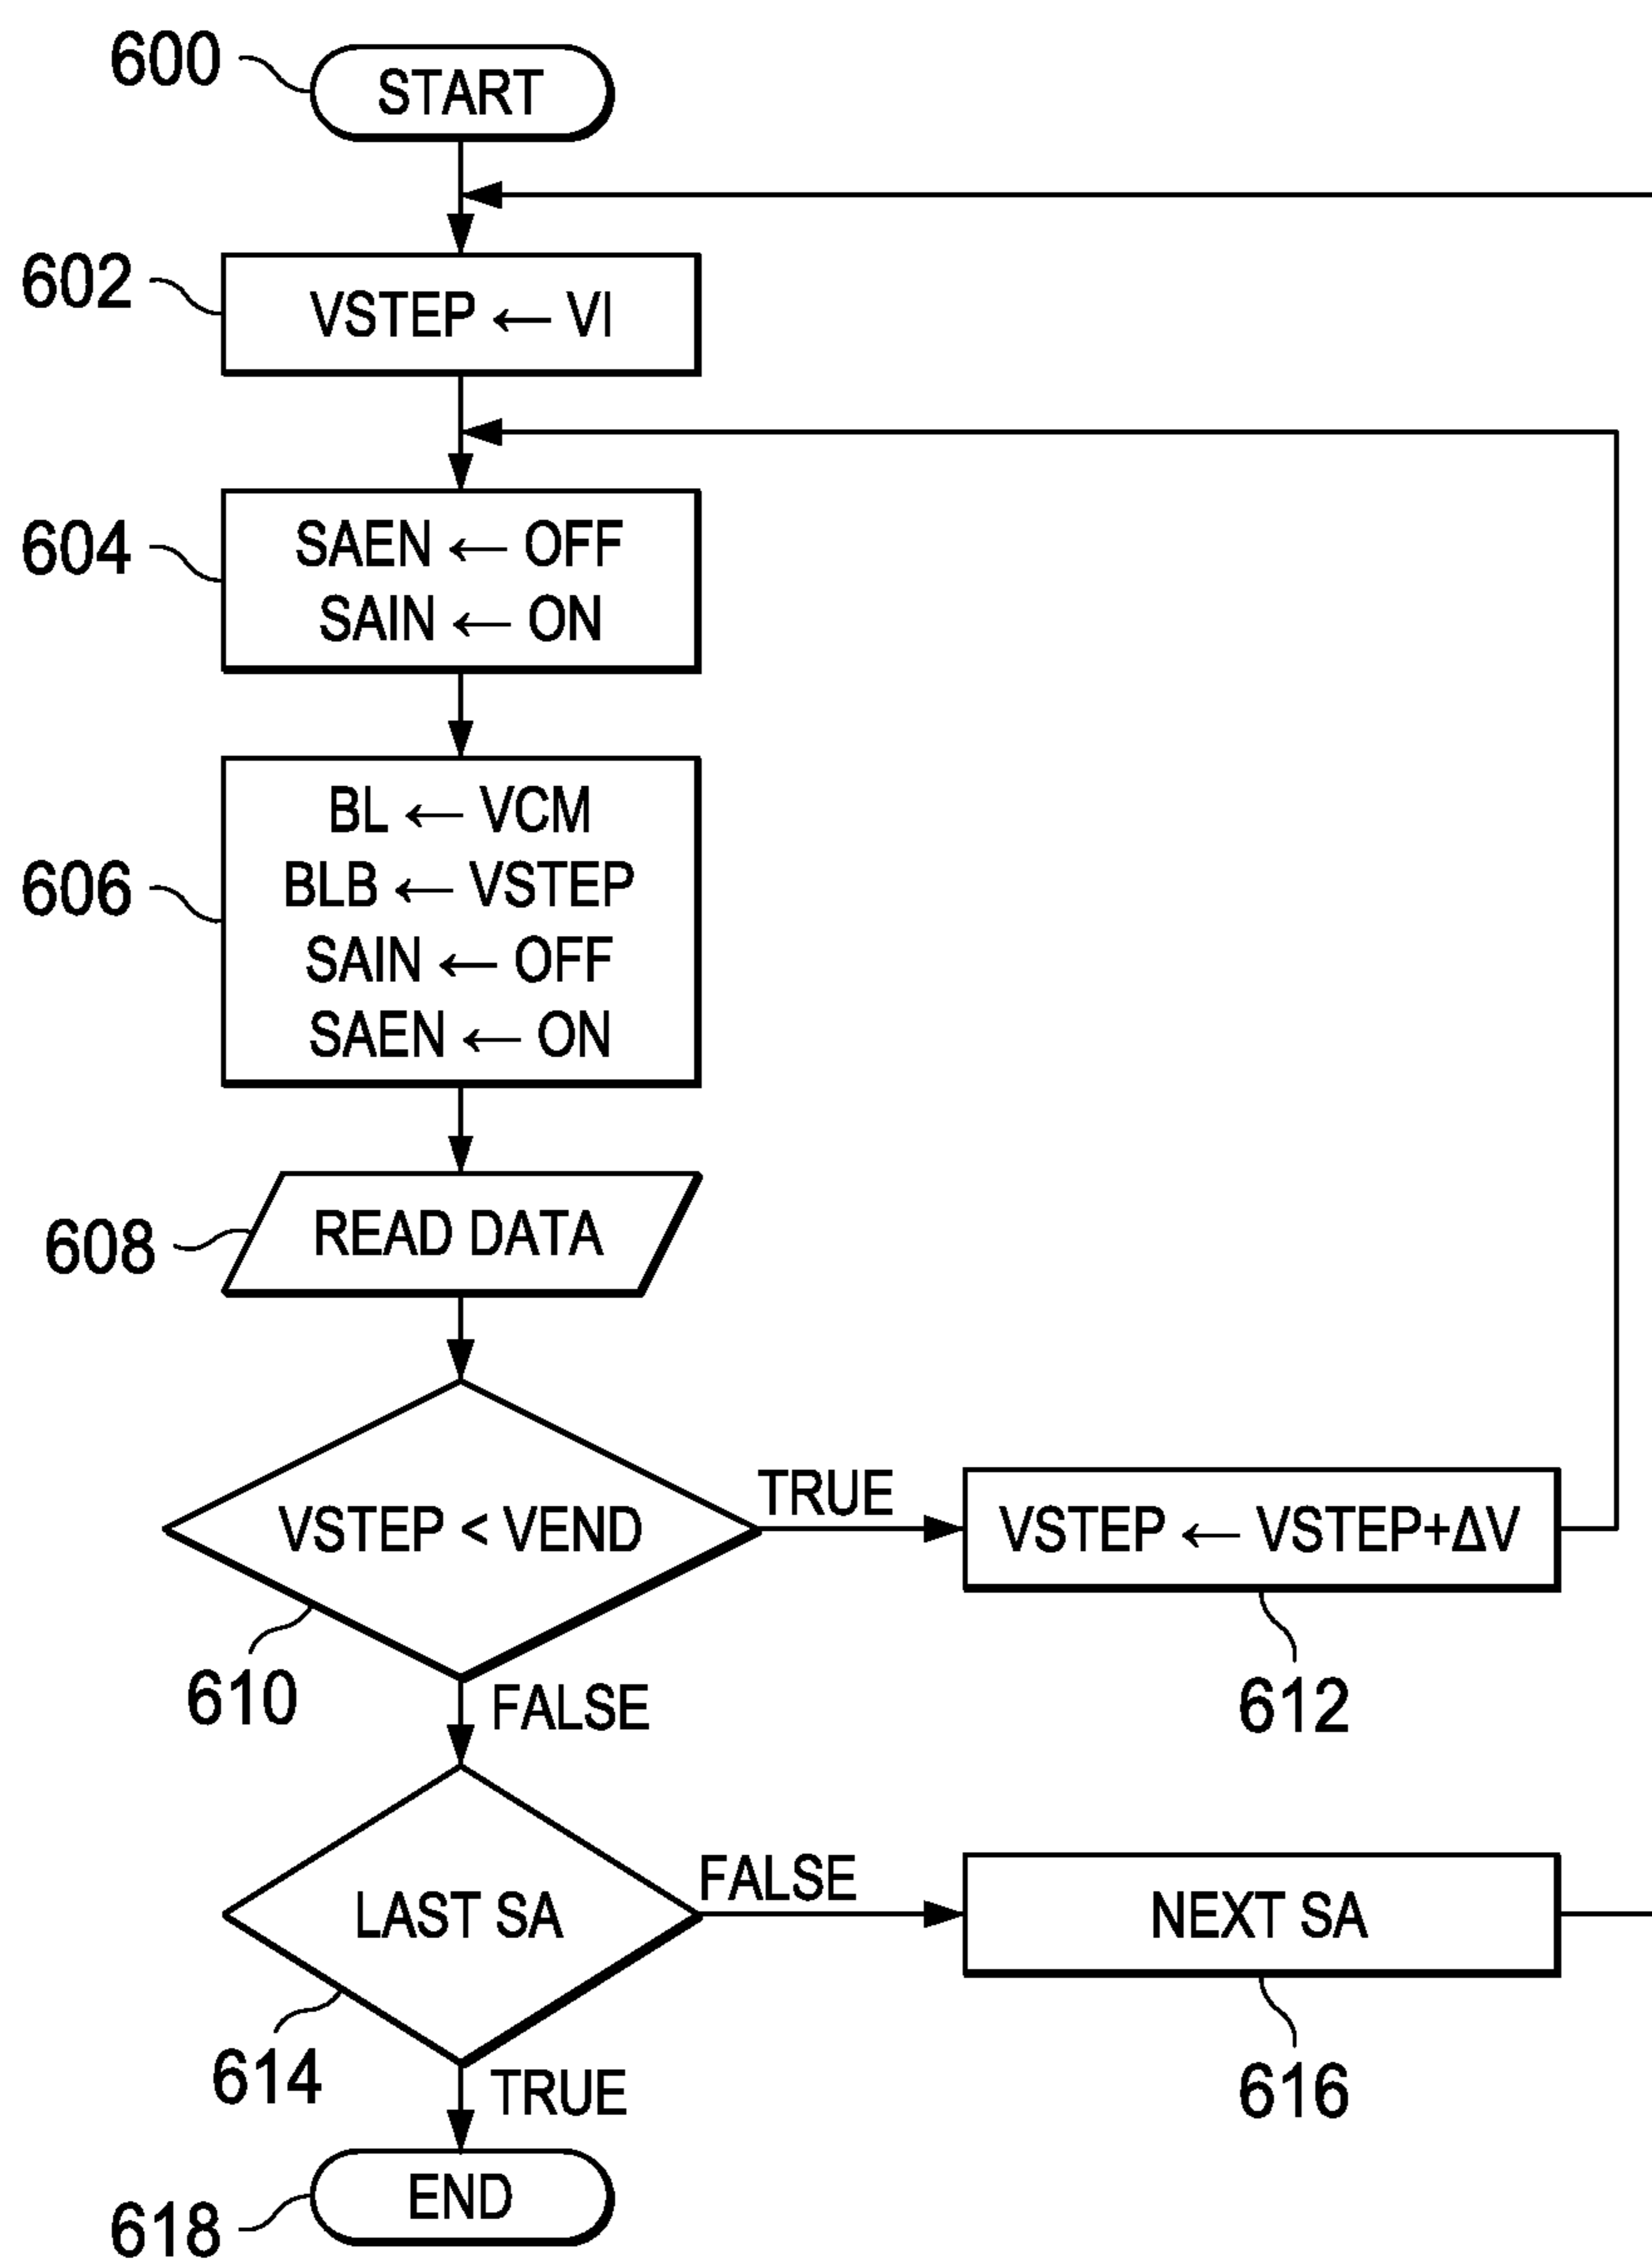 600
START
602
VSTEP ← VI
604
SAEN ← OFF
SAIN ← ON
606
BL ← VCM
BLB ← VSTEP
SAIN ← OFF
SAEN ← ON
608
READ DATA
VSTEP < VEND
TRUE
VSTEP ← VSTEP+ΔV
610
FALSE
612
LAST SA
FALSE
NEXT SA
614
TRUE
616
END
618